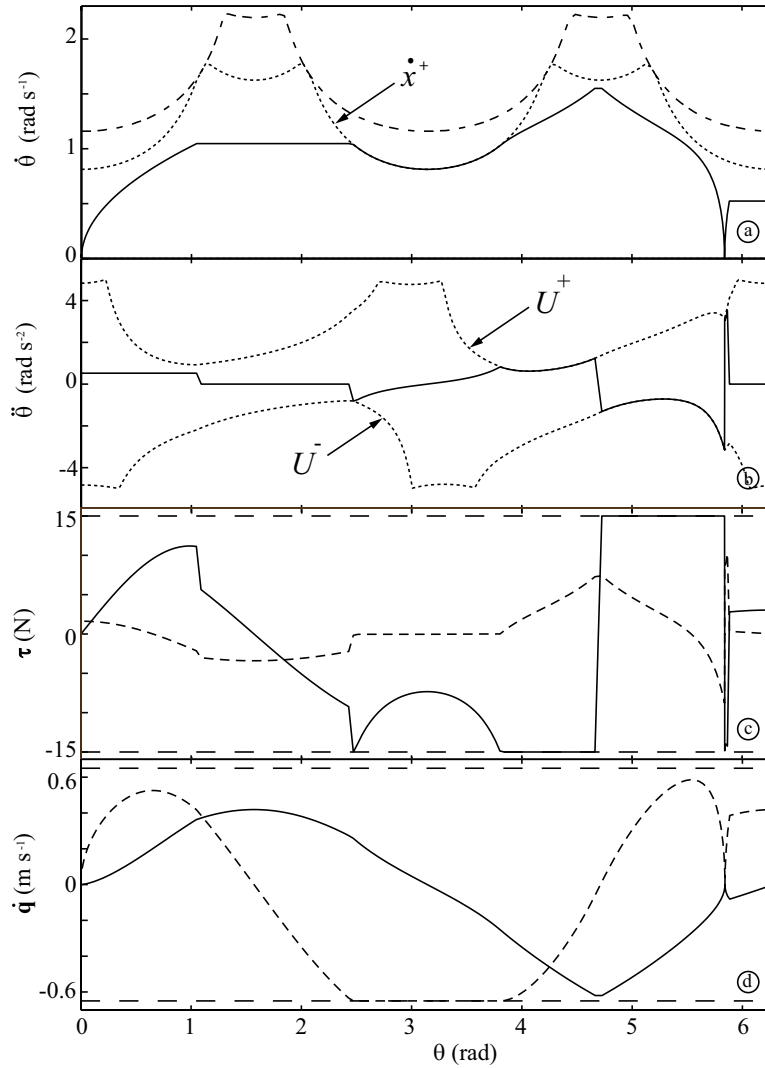 2
1
0
θ̇ (rad s⁻¹)
ẋ⁺
a
4
0
-4
θ̈ (rad s⁻²)
U⁺
U⁻
b
15
0
-15
τ (N)
c
0.6
0
-0.6
q̇ (m s⁻¹)
d
0 1 2 3 4 5 6
θ (rad)